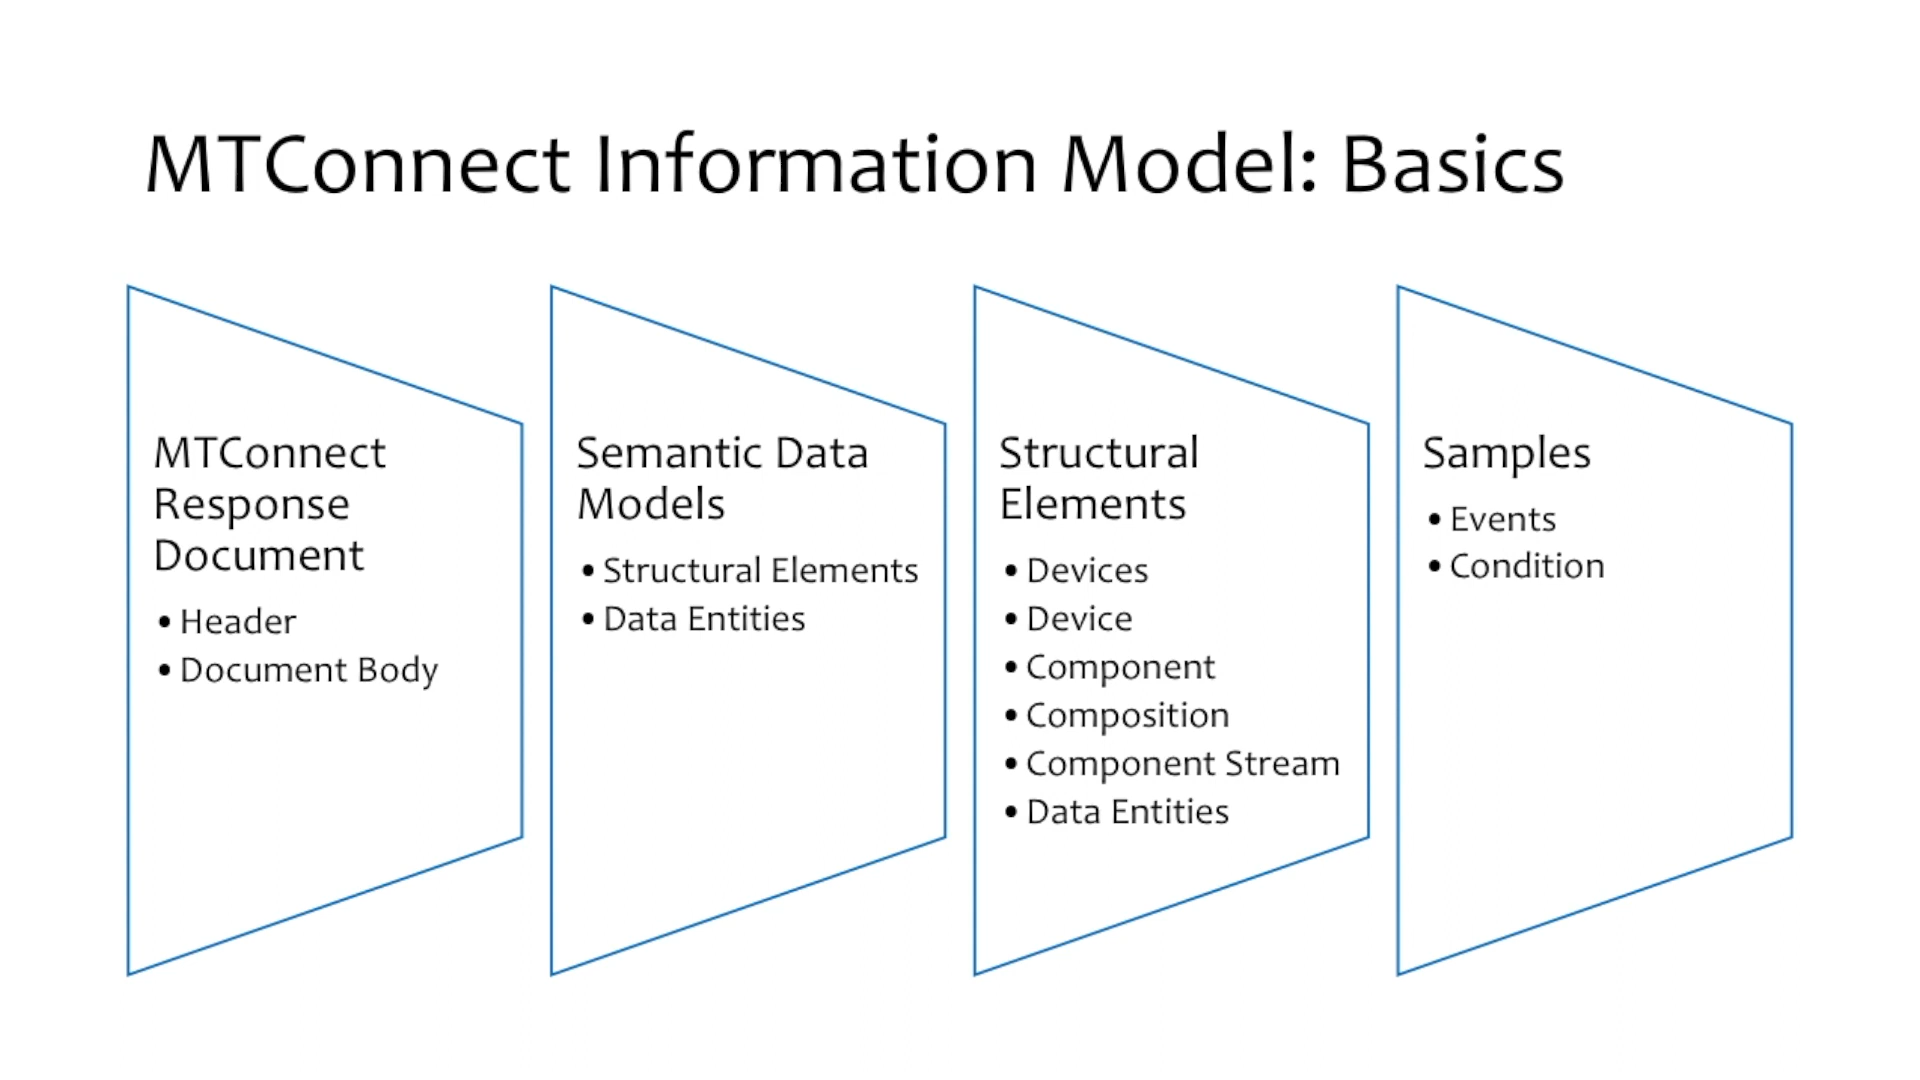 MTConnect Information Model: Basics
MTConnect
Response
Document
• Header
• Document Body
Semantic Data
Models
• Structural Elements
• Data Entities
Structural
Elements
• Devices
• Device
• Component
• Composition
• Component Stream
• Data Entities
Samples
• Events
• Condition